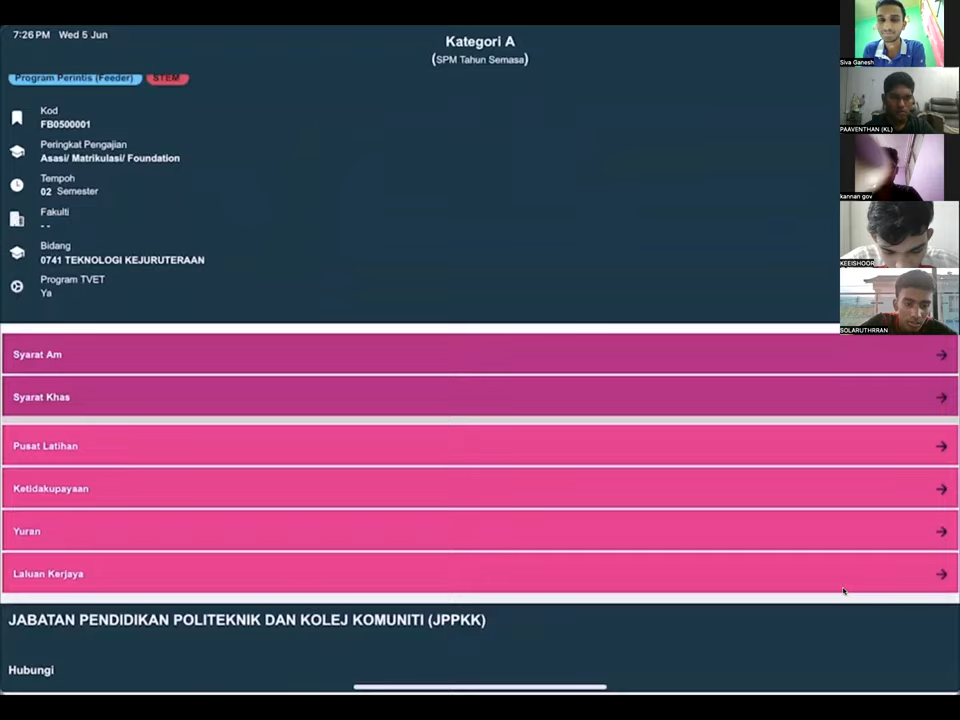 7:26 PM Wed 5 Jun
Kategori A
(SPM Tahun Semasa)
Program Perintis (Feeder) STEM
Kod
FB0500001
Peringkat Pengajian
Asasi/ Matrikulasi/ Foundation
Tempoh
02 Semester
Fakulti
- -
Bidang
0741 TEKNOLOGI KEJURUTERAAN
Program TVET
Ya
Syarat Am
Syarat Khas
Pusat Latihan
Ketidakupayaan
Yuran
Laluan Kerjaya
JABATAN PENDIDIKAN POLITEKNIK DAN KOLEJ KOMUNITI (JPPKK)
Hubungi
Siva Ganesh
PAAVENTHAN (KL)
kannan gov
KEEISHOOR
SOLARUTHRRAN